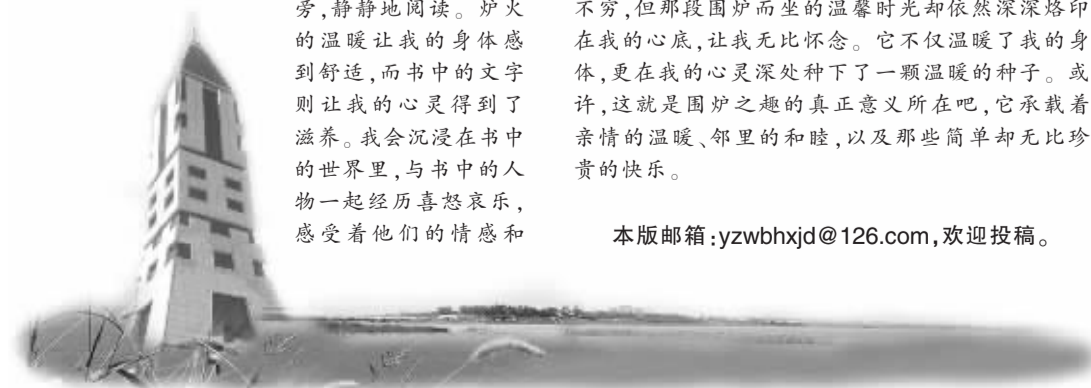 旁,静静地阅读。炉火
的温暖让我的身体感
到舒适,而书中的文字
则让我的心灵得到了
滋养。我会沉浸在书中
的世界里,与书中的人
物一起经历喜怒哀乐,
感受着他们的情感和
不穷,但那段围炉而坐的温馨时光却依然深深烙印
在我的心底,让我无比怀念。它不仅温暖了我的身
体,更在我的心灵深处种下了一颗温暖的种子。或
许,这就是围炉之趣的真正意义所在吧,它承载着
亲情的温暖、邻里的和睦,以及那些简单却无比珍
贵的快乐。
本版邮箱:yzwbhxjd@126.com,欢迎投稿。